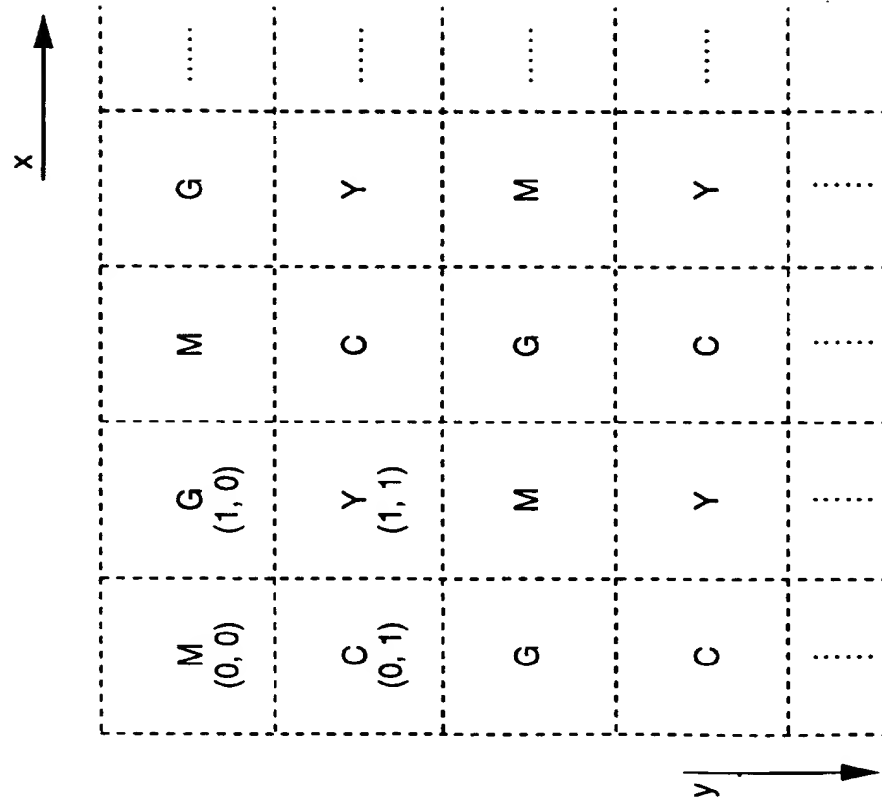 x
M G M G ......
(0, 0) (1, 0)
C Y C Y ......
(0, 1) (1, 1)
G M G M ......
C Y C Y ......
y
...... ...... ...... ......